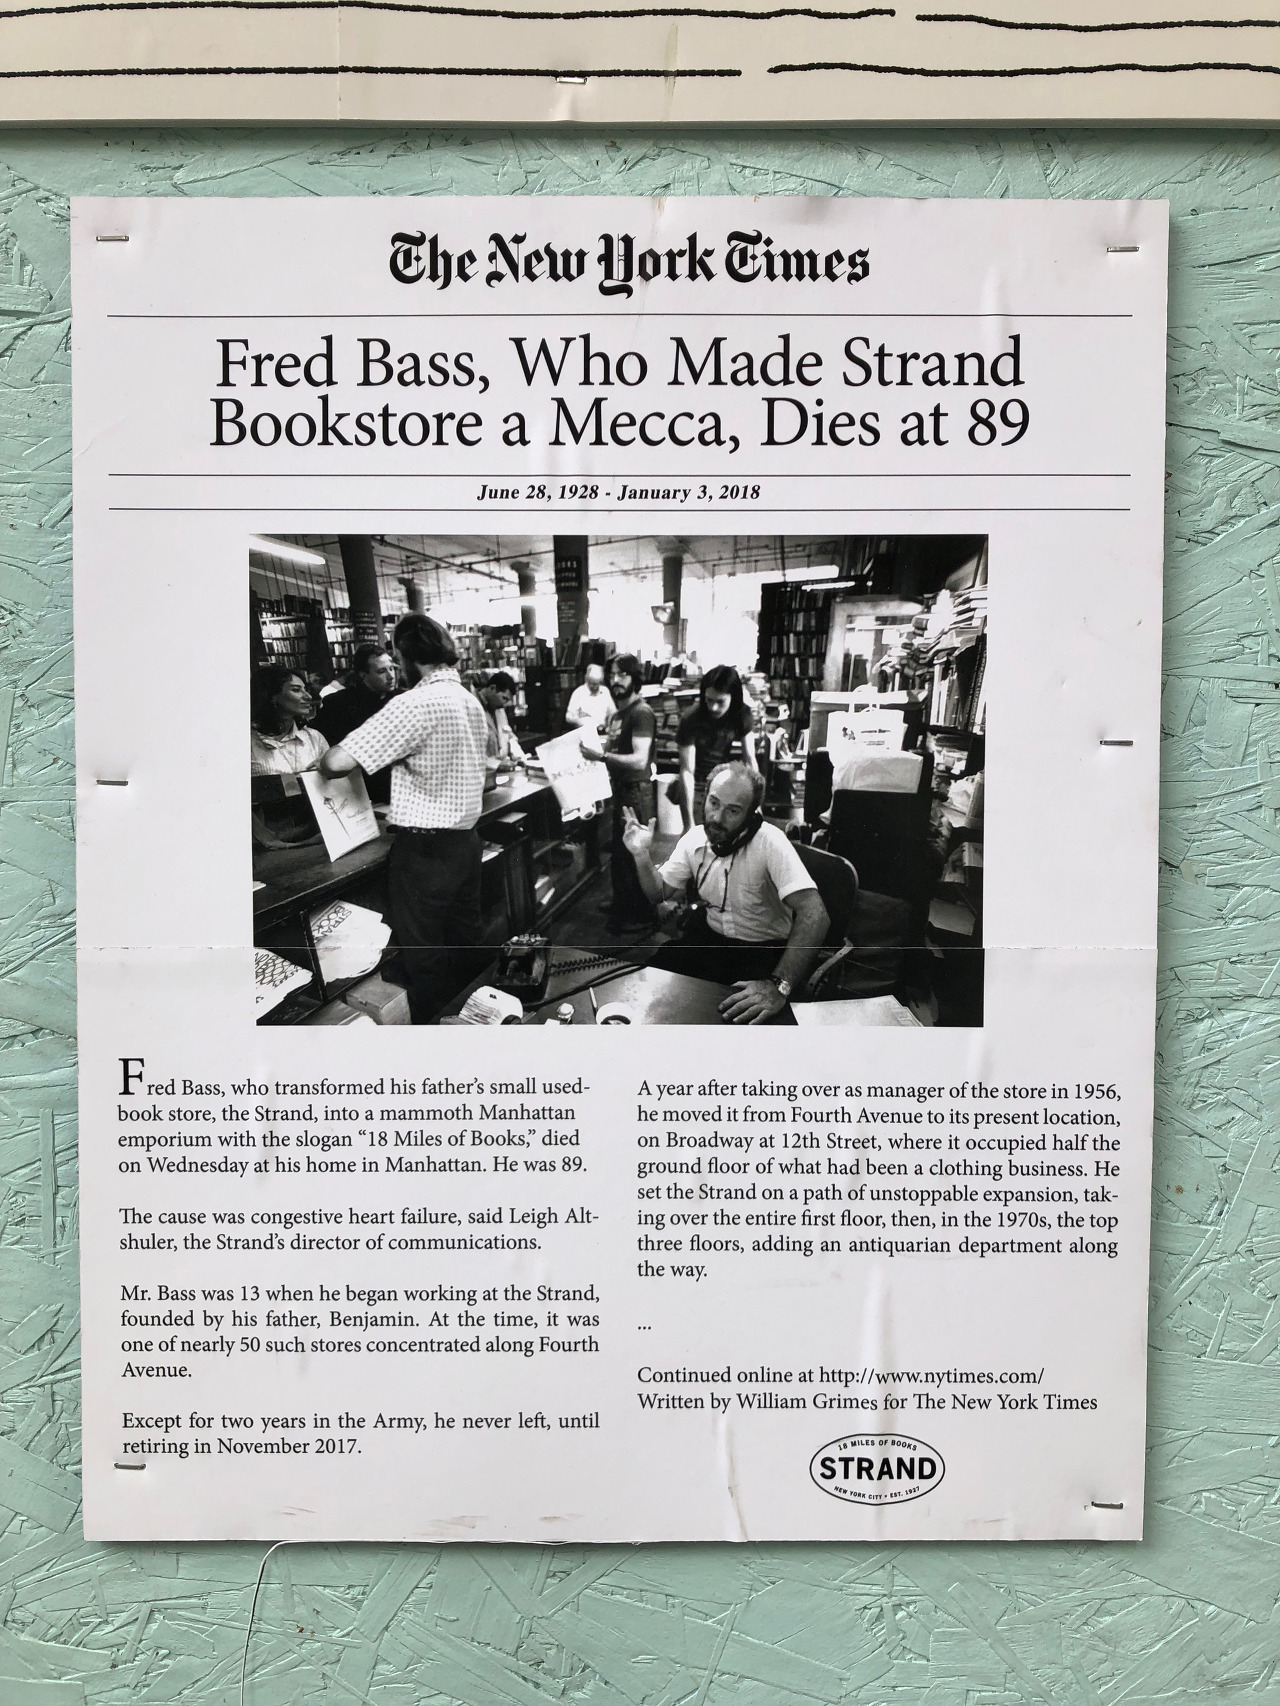 The New York Times
Fred Bass, Who Made Strand
Bookstore a Mecca, Dies at 89
June 28, 1928 - January 3, 2018
Fred Bass, who transformed his father's small used-
book store, the Strand, into a mammoth Manhattan
emporium with the slogan “18 Miles of Books,” died
on Wednesday at his home in Manhattan. He was 89.
The cause was congestive heart failure, said Leigh Alt-
shuler, the Strand's director of communications.
Mr. Bass was 13 when he began working at the Strand,
founded by his father, Benjamin. At the time, it was
one of nearly 50 such stores concentrated along Fourth
Avenue.
Except for two years in the Army, he never left, until
retiring in November 2017.
A year after taking over as manager of the store in 1956,
he moved it from Fourth Avenue to its present location,
on Broadway at 12th Street, where it occupied half the
ground floor of what had been a clothing business. He
set the Strand on a path of unstoppable expansion, tak-
ing over the entire first floor, then, in the 1970s, the top
three floors, adding an antiquarian department along
the way.
...
Continued online at http://www.nytimes.com/
Written by William Grimes for The New York Times
18 MILES OF BOOKS
STRAND
NEW YORK CITY • EST. 1927